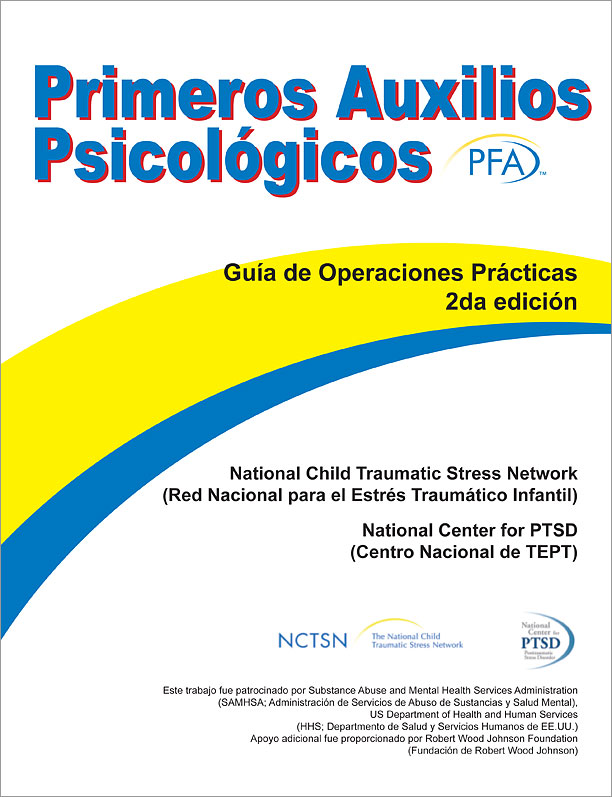 Primeros Auxilios
Psicológicos
PFA™
Guía de Operaciones Prácticas
2da edición
National Child Traumatic Stress Network
(Red Nacional para el Estrés Traumático Infantil)
National Center for PTSD
(Centro Nacional de TEPT)
NCTSN
The National Child
Traumatic Stress Network
National
Center for
PTSD
Posttraumatic
Stress Disorder
Este trabajo fue patrocinado por Substance Abuse and Mental Health Services Administration
(SAMHSA; Administración de Servicios de Abuso de Sustancias y Salud Mental),
US Department of Health and Human Services
(HHS; Departemento de Salud y Servicios Humanos de EE.UU.)
Apoyo adicional fue proporcionado por Robert Wood Johnson Foundation
(Fundación de Robert Wood Johnson)